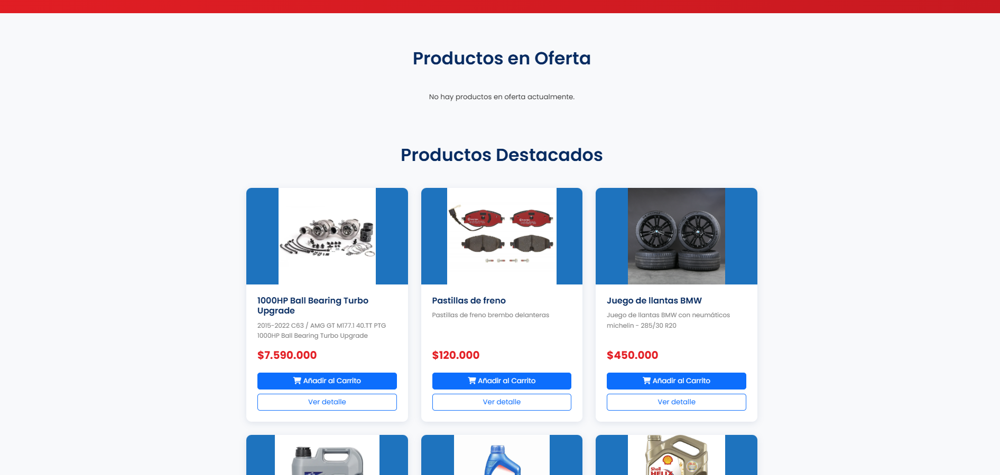 Productos en Oferta
No hay productos en oferta actualmente.
Productos Destacados
1000HP Ball Bearing Turbo
Upgrade
2015-2022 C63 / AMG GT M177.1 40.TT PTG
1000HP Ball Bearing Turbo Upgrade
$7.590.000
Añadir al Carrito
Ver detalle
Pastillas de freno
Pastillas de freno brembo delanteras
$120.000
Añadir al Carrito
Ver detalle
Juego de llantas BMW
Juego de llantas BMW con neumáticos
michelin - 285/30 R20
$450.000
Añadir al Carrito
Ver detalle
Shell
HELIX